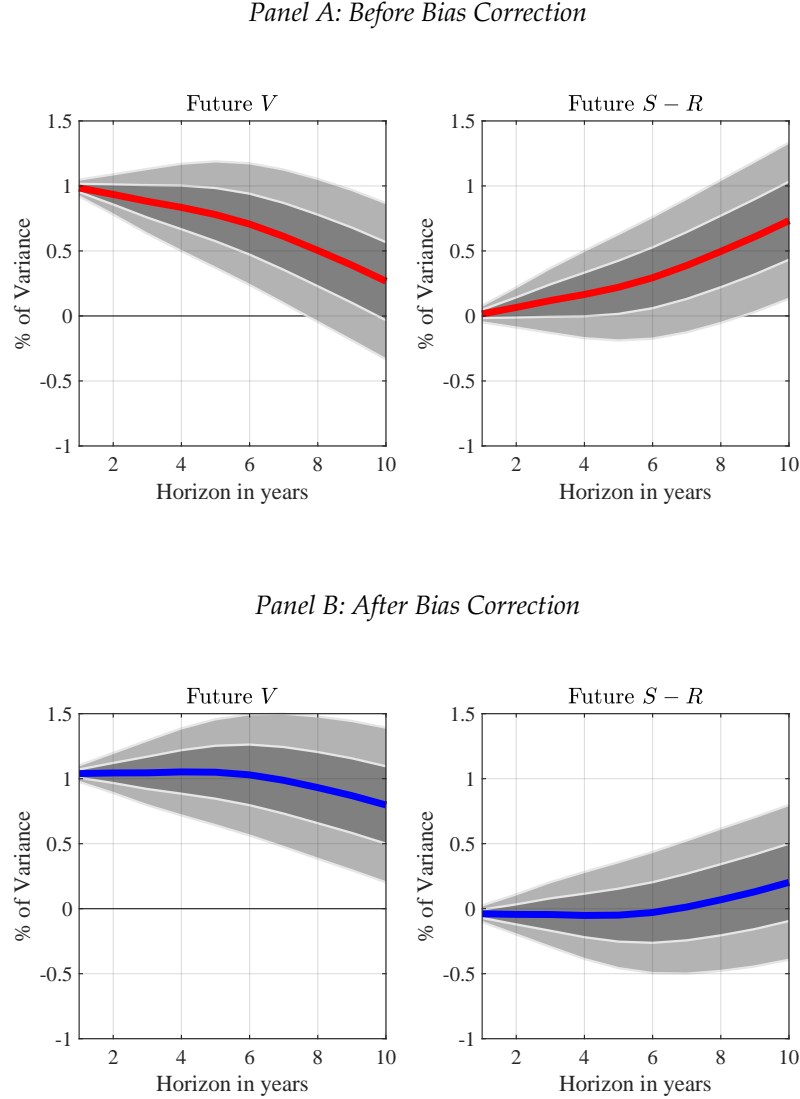 Panel A: Before Bias Correction
Future V
Future S − R
% of Variance
1.5
1
0.5
0
-0.5
-1
2 4 6 8 10
Horizon in years
% of Variance
1.5
1
0.5
0
-0.5
-1
2 4 6 8 10
Horizon in years
Panel B: After Bias Correction
Future V
Future S − R
% of Variance
1.5
1
0.5
0
-0.5
-1
2 4 6 8 10
Horizon in years
% of Variance
1.5
1
0.5
0
-0.5
-1
2 4 6 8 10
Horizon in years